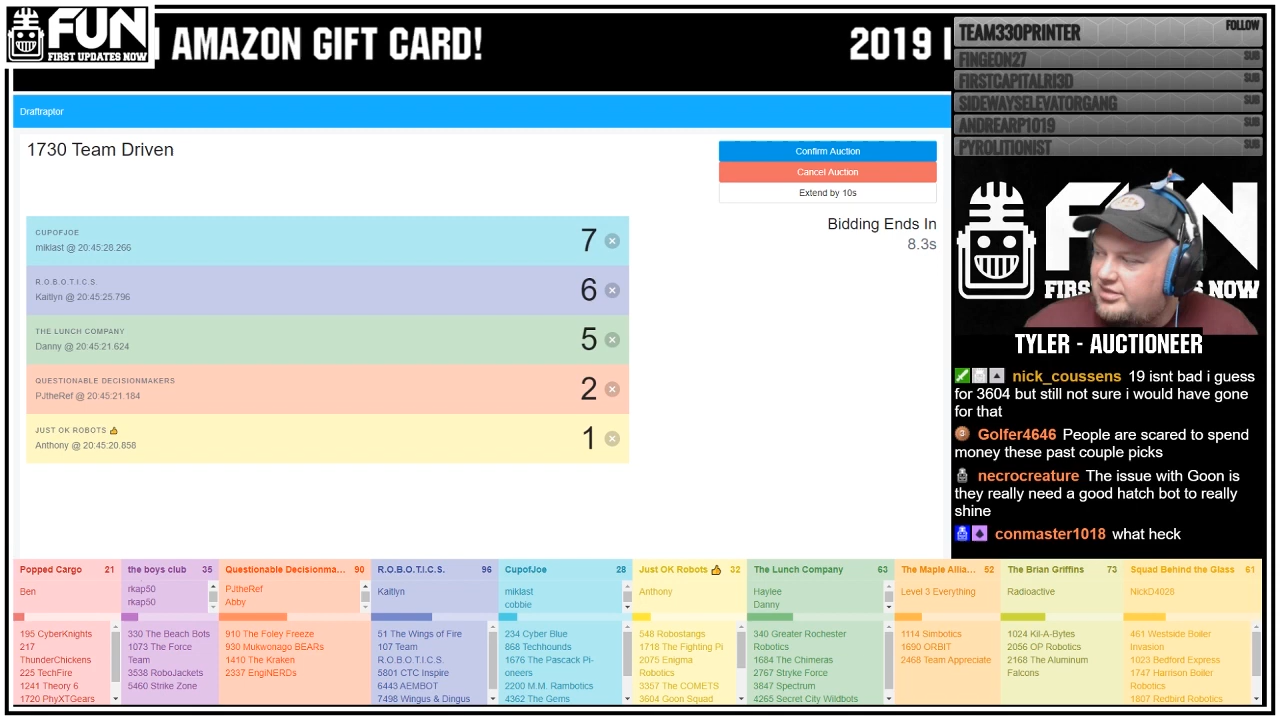 FUN
FIRST UPDATES NOW
AMAZON GIFT CARD!
2019
Draftraptor
1730 Team Driven
Confirm Auction
Cancel Auction
Extend by 10s
Bidding Ends In
8.3s
CUPOFJOE
miklast @ 20:45:28.266
7
R.O.B.O.T.I.C.S.
Kaitlyn @ 20:45:25.796
6
THE LUNCH COMPANY
Danny @ 20:45:21.624
5
QUESTIONABLE DECISIONMAKERS
PJtheRef @ 20:45:21.184
2
JUST OK ROBOTS 👍
Anthony @ 20:45:20.858
1
TEAM330PRINTER FOLLOW
FINGEON27 SUB
FIRSTCAPITALRI3D SUB
SIDEWAYSELEVATORGANG SUB
ANDREARP1019 SUB
PYROLITIONIST SUB
TYLER - AUCTIONEER
nick_coussens 19 isnt bad i guess
for 3604 but still not sure i would have gone
for that
Golfer4646 People are scared to spend
money these past couple picks
necrocreature The issue with Goon is
they really need a good hatch bot to really
shine
conmaster1018 what heck
Popped Cargo 21
Ben
195 CyberKnights
217
ThunderChickens
225 TechFire
1241 Theory 6
1720 PhyXTGears
the boys club 35
rkap50
rkap50
330 The Beach Bots
1073 The Force
Team
3538 RoboJackets
5460 Strike Zone
Questionable Decisionma... 90
PJtheRef
Abby
910 The Foley Freeze
930 Mukwonago BEARs
1410 The Kraken
2337 EngiNERDs
R.O.B.O.T.I.C.S. 96
Kaitlyn
51 The Wings of Fire
107 Team
R.O.B.O.T.I.C.S.
5801 CTC Inspire
6443 AEMBOT
7498 Wingus & Dingus
CupofJoe 28
miklast
cobbie
234 Cyber Blue
868 Techhounds
1676 The Pascack Pi-
oneers
2200 M.M. Rambotics
4362 The Gems
Just OK Robots 👍 32
Anthony
548 Robostangs
1718 The Fighting Pi
2075 Enigma
Robotics
3357 The COMETS
3604 Goon Squad
The Lunch Company 63
Haylee
Danny
340 Greater Rochester
Robotics
1684 The Chimeras
2767 Stryke Force
3847 Spectrum
4265 Secret City Wildbots
The Maple Allia... 52
Level 3 Everything
1114 Simbotics
1690 ORBIT
2468 Team Appreciate
The Brian Griffins 73
Radioactive
1024 Kil-A-Bytes
2056 OP Robotics
2168 The Aluminum
Falcons
Squad Behind the Glass 61
NickD4028
461 Westside Boiler
Invasion
1023 Bedford Express
1747 Harrison Boiler
Robotics
1807 Redbird Robotics